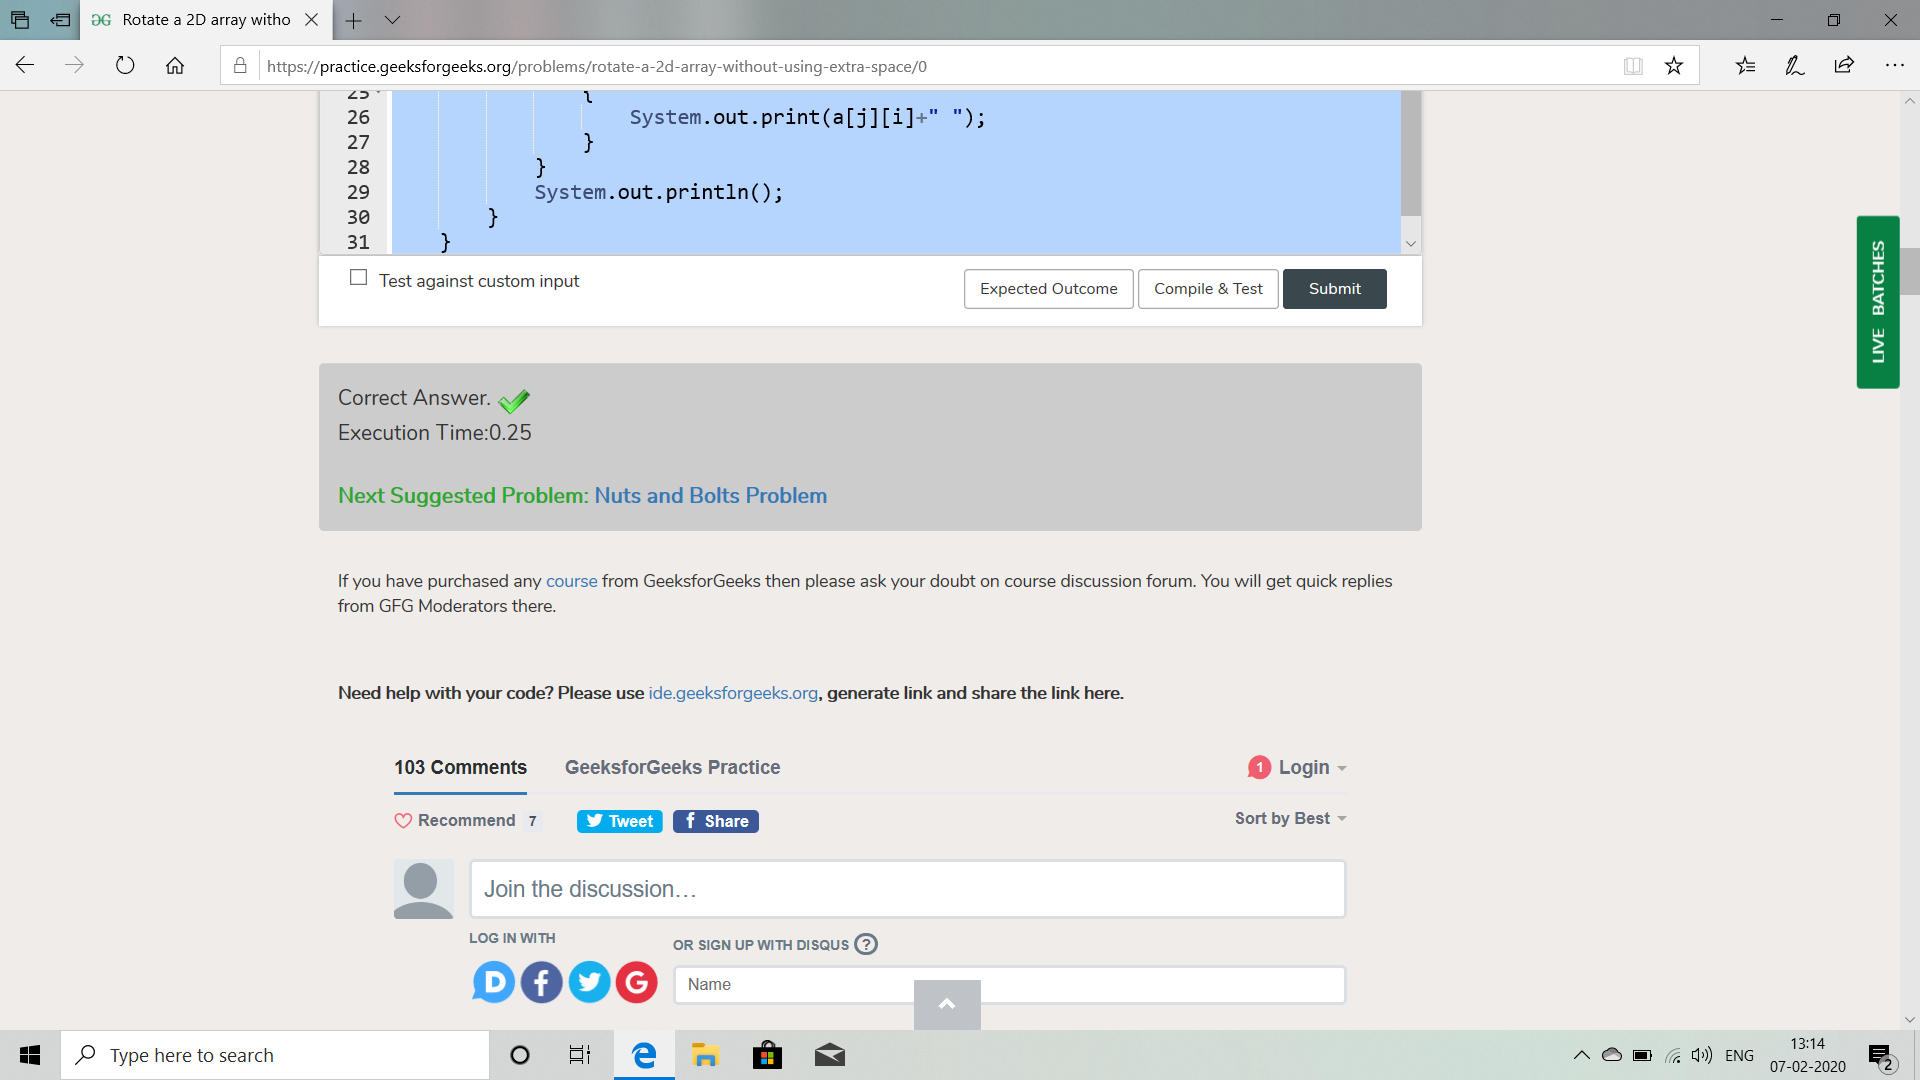 Rotate a 2D array witho
https://practice.geeksforgeeks.org/problems/rotate-a-2d-array-without-using-extra-space/0
25 {
26 System.out.print(a[j][i]+" ");
27 }
28 }
29 System.out.println();
30 }
31 }
Test against custom input
Expected Outcome
Compile & Test
Submit
LIVE BATCHES
Correct Answer.
Execution Time:0.25
Next Suggested Problem: Nuts and Bolts Problem
If you have purchased any course from GeeksforGeeks then please ask your doubt on course discussion forum. You will get quick replies
from GFG Moderators there.
Need help with your code? Please use ide.geeksforgeeks.org, generate link and share the link here.
103 Comments
GeeksforGeeks Practice
1 Login
Recommend 7
Tweet
f Share
Sort by Best
Join the discussion…
LOG IN WITH
OR SIGN UP WITH DISQUS ?
D f G
Name
Type here to search
ENG
13:14
07-02-2020
2